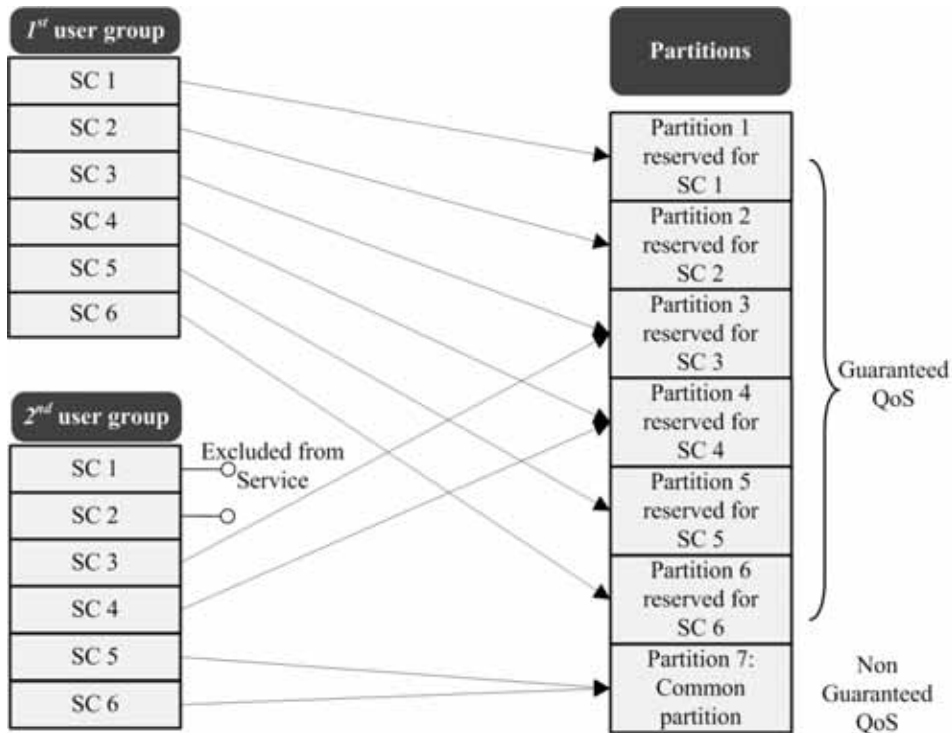 1st user group
SC 1
SC 2
SC 3
SC 4
SC 5
SC 6
2nd user group
SC 1
SC 2
SC 3
SC 4
SC 5
SC 6
Excluded from
Service
Partitions
Partition 1
reserved for
SC 1
Partition 2
reserved for
SC 2
Partition 3
reserved for
SC 3
Partition 4
reserved for
SC 4
Partition 5
reserved for
SC 5
Partition 6
reserved for
SC 6
Partition 7:
Common
partition
Guaranteed
QoS
Non
Guaranteed
QoS